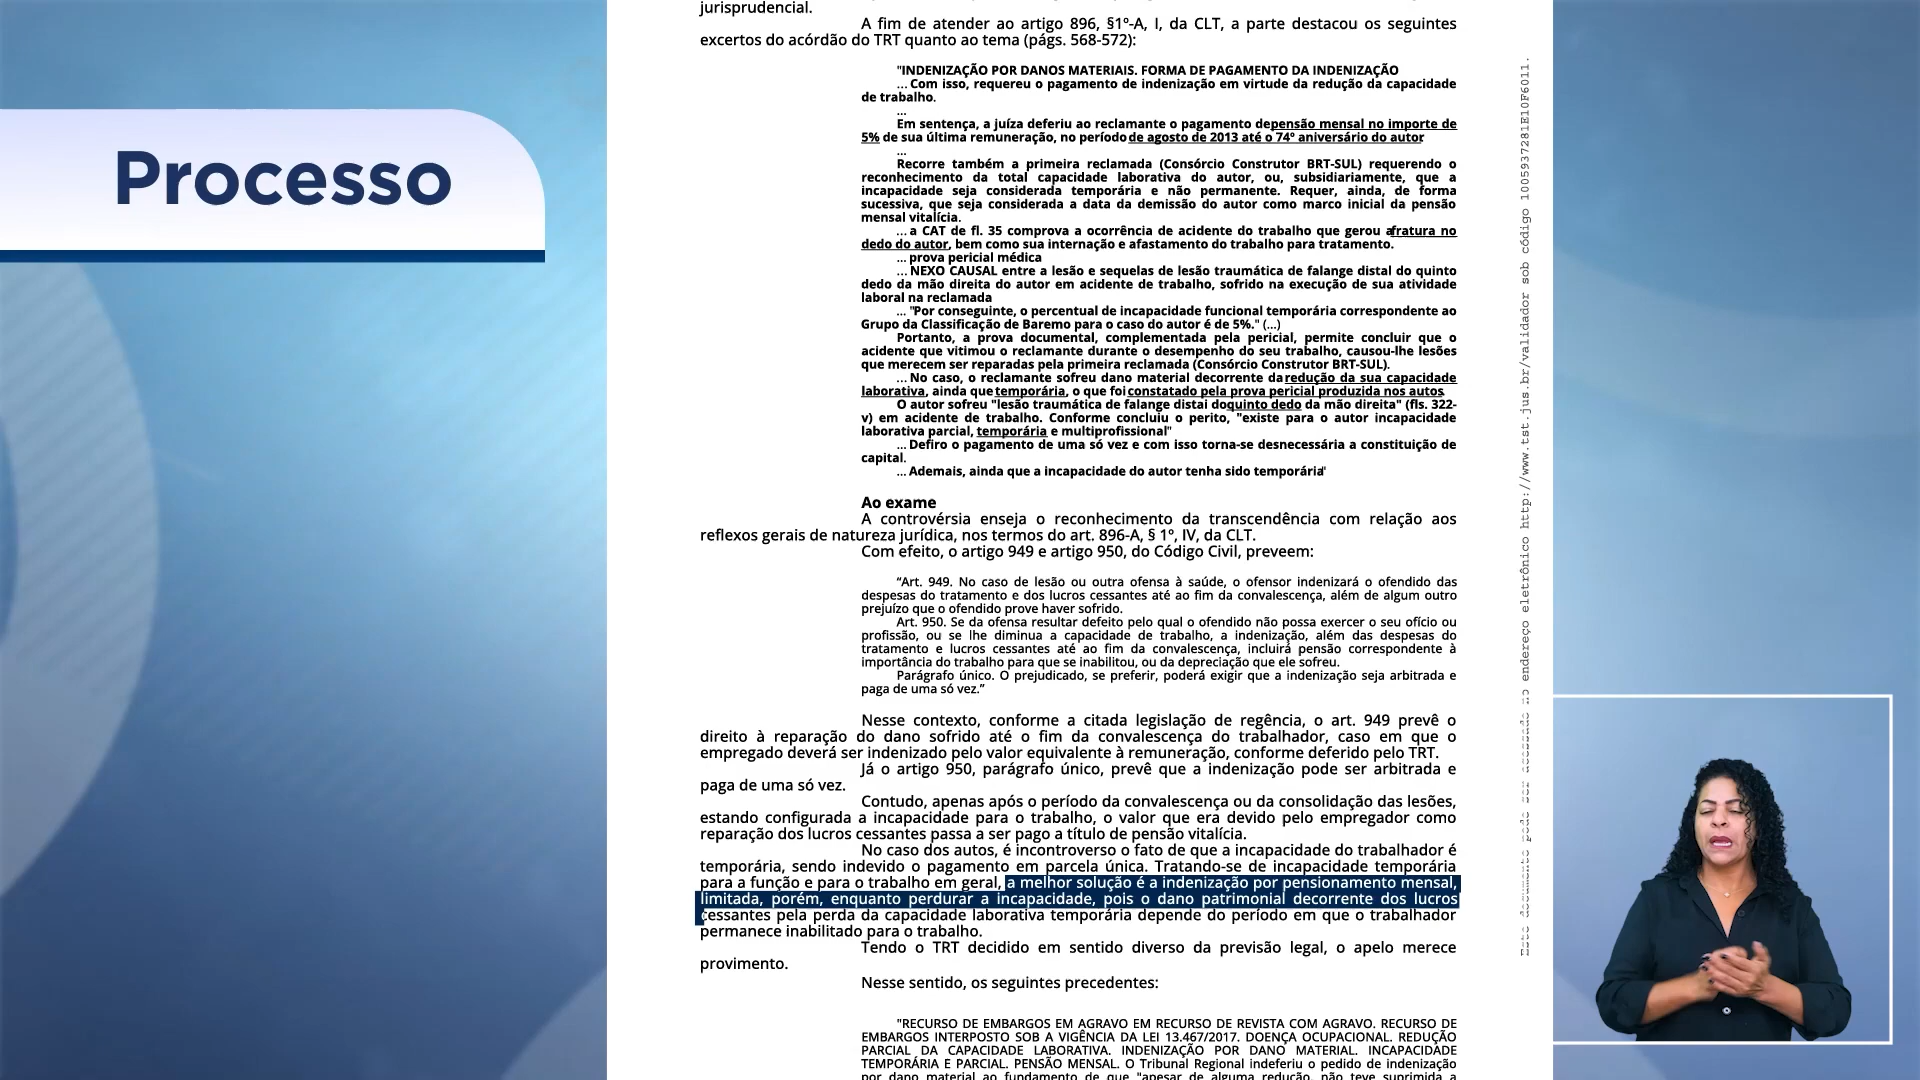 Processo
jurisprudencial.
A fim de atender ao artigo 896, §1º-A, I, da CLT, a parte destacou os seguintes
excertos do acórdão do TRT quanto ao tema (págs. 568-572):
"INDENIZAÇÃO POR DANOS MATERIAIS. FORMA DE PAGAMENTO DA INDENIZAÇÃO
... Com isso, requereu o pagamento de indenização em virtude da redução da capacidade
de trabalho.
...
Em sentença, a juíza deferiu ao reclamante o pagamento de pensão mensal no importe de
5% de sua última remuneração, no período de agosto de 2013 até o 74º aniversário do autor.
...
Recorre também a primeira reclamada (Consórcio Construtor BRT-SUL) requerendo o
reconhecimento da total capacidade laborativa do autor, ou, subsidiariamente, que a
incapacidade seja considerada temporária e não permanente. Requer, ainda, de forma
sucessiva, que seja considerada a data da demissão do autor como marco inicial da pensão
mensal vitalícia.
... a CAT de fl. 35 comprova a ocorrência de acidente do trabalho que gerou a fratura no
dedo do autor, bem como sua internação e afastamento do trabalho para tratamento.
... prova pericial médica
... NEXO CAUSAL entre a lesão e sequelas de lesão traumática de falange distal do quinto
dedo da mão direita do autor em acidente de trabalho, sofrido na execução de sua atividade
laboral na reclamada
... "Por conseguinte, o percentual de incapacidade funcional temporária correspondente ao
Grupo da Classificação de Baremo para o caso do autor é de 5%." (...)
Portanto, a prova documental, complementada pela pericial, permite concluir que o
acidente que vitimou o reclamante durante o desempenho do seu trabalho, causou-lhe lesões
que merecem ser reparadas pela primeira reclamada (Consórcio Construtor BRT-SUL).
... No caso, o reclamante sofreu dano material decorrente da redução da sua capacidade
laborativa, ainda que temporária, o que foi constatado pela prova pericial produzida nos autos.
O autor sofreu "lesão traumática de falange distai do quinto dedo da mão direita" (fls. 322-
v) em acidente de trabalho. Conforme concluiu o perito, "existe para o autor incapacidade
laborativa parcial, temporária e multiprofissional"
... Defiro o pagamento de uma só vez e com isso torna-se desnecessária a constituição de
capital.
... Ademais, ainda que a incapacidade do autor tenha sido temporária"
Ao exame
A controvérsia enseja o reconhecimento da transcendência com relação aos
reflexos gerais de natureza jurídica, nos termos do art. 896-A, § 1º, IV, da CLT.
Com efeito, o artigo 949 e artigo 950, do Código Civil, preveem:
“Art. 949. No caso de lesão ou outra ofensa à saúde, o ofensor indenizará o ofendido das
despesas do tratamento e dos lucros cessantes até ao fim da convalescença, além de algum outro
prejuízo que o ofendido prove haver sofrido.
Art. 950. Se da ofensa resultar defeito pelo qual o ofendido não possa exercer o seu ofício ou
profissão, ou se lhe diminua a capacidade de trabalho, a indenização, além das despesas do
tratamento e lucros cessantes até ao fim da convalescença, incluirá pensão correspondente à
importância do trabalho para que se inabilitou, ou da depreciação que ele sofreu.
Parágrafo único. O prejudicado, se preferir, poderá exigir que a indenização seja arbitrada e
paga de uma só vez.”
Nesse contexto, conforme a citada legislação de regência, o art. 949 prevê o
direito à reparação do dano sofrido até o fim da convalescença do trabalhador, caso em que o
empregado deverá ser indenizado pelo valor equivalente à remuneração, conforme deferido pelo TRT.
Já o artigo 950, parágrafo único, prevê que a indenização pode ser arbitrada e
paga de uma só vez.
Contudo, apenas após o período da convalescença ou da consolidação das lesões,
estando configurada a incapacidade para o trabalho, o valor que era devido pelo empregador como
reparação dos lucros cessantes passa a ser pago a título de pensão vitalícia.
No caso dos autos, é incontroverso o fato de que a incapacidade do trabalhador é
temporária, sendo indevido o pagamento em parcela única. Tratando-se de incapacidade temporária
para a função e para o trabalho em geral, a melhor solução é a indenização por pensionamento mensal,
limitada, porém, enquanto perdurar a incapacidade, pois o dano patrimonial decorrente dos lucros
cessantes pela perda da capacidade laborativa temporária depende do período em que o trabalhador
permanece inabilitado para o trabalho.
Tendo o TRT decidido em sentido diverso da previsão legal, o apelo merece
provimento.
Nesse sentido, os seguintes precedentes:
"RECURSO DE EMBARGOS EM AGRAVO EM RECURSO DE REVISTA COM AGRAVO. RECURSO DE
EMBARGOS INTERPOSTO SOB A VIGÊNCIA DA LEI 13.467/2017. DOENÇA OCUPACIONAL. REDUÇÃO
PARCIAL DA CAPACIDADE LABORATIVA. INDENIZAÇÃO POR DANO MATERIAL. INCAPACIDADE
TEMPORÁRIA E PARCIAL. PENSÃO MENSAL. O Tribunal Regional indeferiu o pedido de indenização
por dano material ao fundamento de que "apesar de alguma redução, não teve suprimida a
Este documento pode ser acessado no endereço eletrônico http://www.tst.jus.br/validador sob código 1005937281E10F6011.